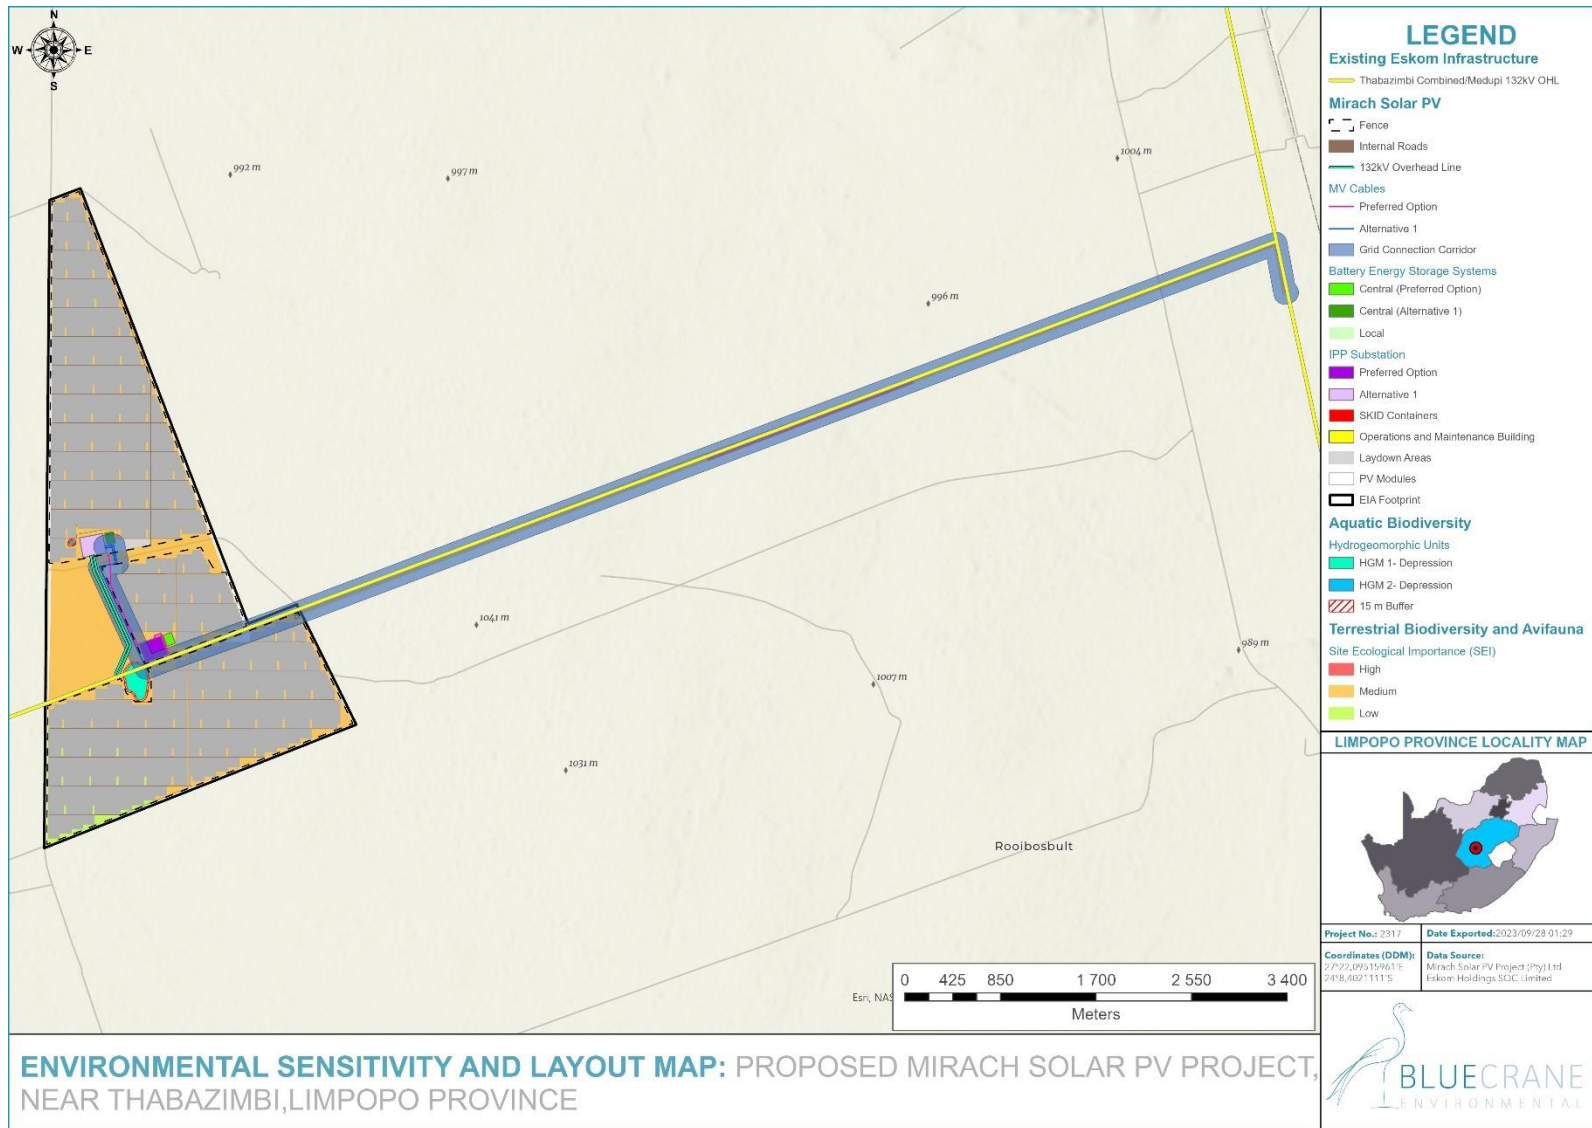 N
W
E
S
992 m
997 m
1004 m
996 m
1041 m
1007 m
989 m
1031 m
Rooibosbult
Esri, NAS
0 425 850 1 700 2 550 3 400
Meters
ENVIRONMENTAL SENSITIVITY AND LAYOUT MAP: PROPOSED MIRACH SOLAR PV PROJECT,
NEAR THABAZIMBI,LIMPOPO PROVINCE
LEGEND
Existing Eskom Infrastructure
Thabazimbi Combined/Medupi 132kV OHL
Mirach Solar PV
Fence
Internal Roads
132kV Overhead Line
MV Cables
Preferred Option
Alternative 1
Grid Connection Corridor
Battery Energy Storage Systems
Central (Preferred Option)
Central (Alternative 1)
Local
IPP Substation
Preferred Option
Alternative 1
SKID Containers
Operations and Maintenance Building
Laydown Areas
PV Modules
EIA Footprint
Aquatic Biodiversity
Hydrogeomorphic Units
HGM 1- Depression
HGM 2- Depression
15 m Buffer
Terrestrial Biodiversity and Avifauna
Site Ecological Importance (SEI)
High
Medium
Low
LIMPOPO PROVINCE LOCALITY MAP
Project No.: 2317
Date Exported:2023/09/28 01:29
Coordinates (DDM):
27°22,09515961'E
24°8,4021111'S
Data Source:
Mirach Solar PV Project (Pty) Ltd
Eskom Holdings SOC Limited
BLUECRANE
ENVIRONMENTAL